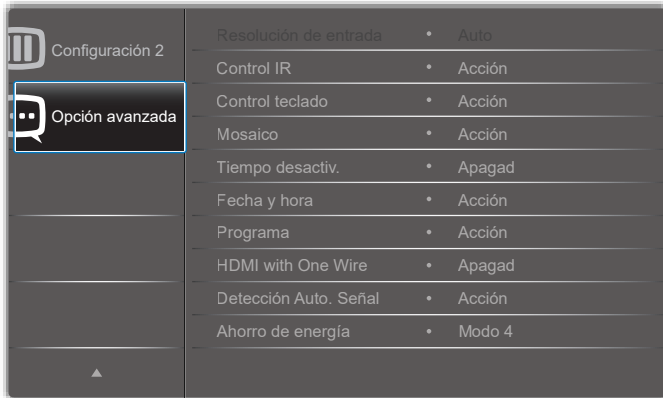 Configuración 2
Opción avanzada
Resolución de entrada • Auto
Control IR • Acción
Control teclado • Acción
Mosaico • Acción
Tiempo desactiv. • Apagad
Fecha y hora • Acción
Programa • Acción
HDMI with One Wire • Apagad
Detección Auto. Señal • Acción
Ahorro de energía • Modo 4